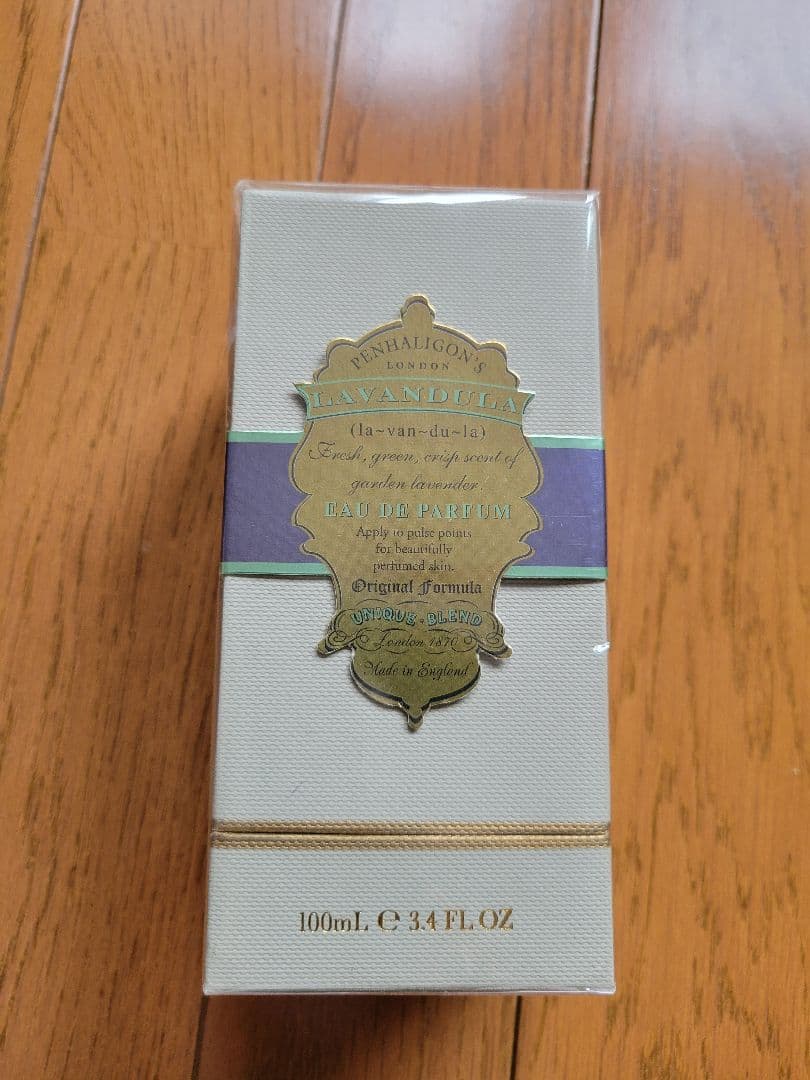 PENHALIGON'S
LONDON
LAVANDULA
(la~van~du~la)
Fresh, green, crisp scent of
garden lavender.
EAU DE PARFUM
Apply to pulse points
for beautifully
perfumed skin.
Original Formula
UNIQUE · BLEND
London 1870
Made in England
100mL ℮ 3.4 FL OZ